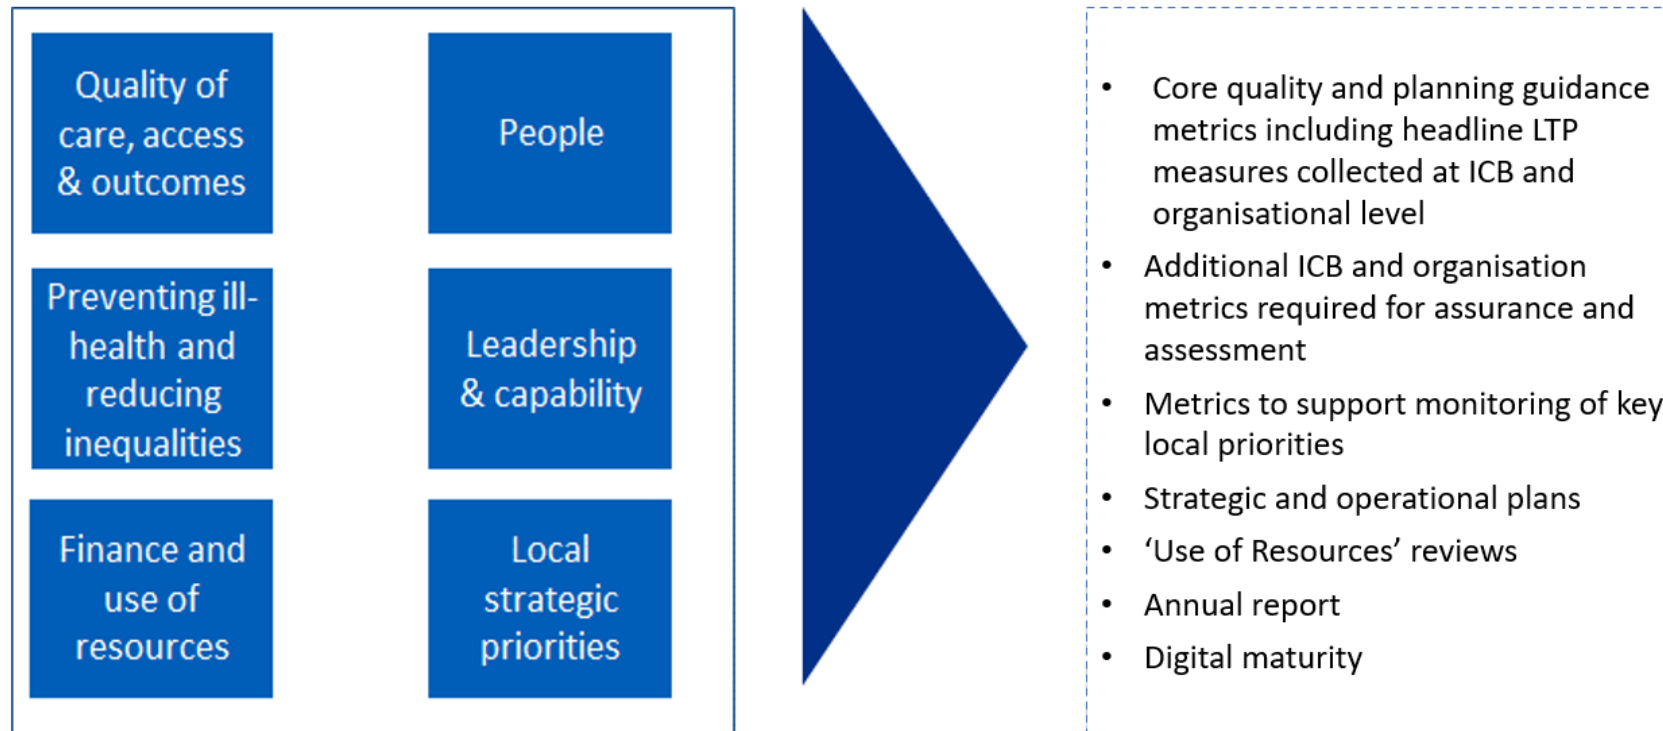 Quality of
care, access
& outcomes
People
Preventing ill-
health and
reducing
inequalities
Leadership
& capability
Finance and
use of
resources
Local
strategic
priorities
• Core quality and planning guidance
metrics including headline LTP
measures collected at ICB and
organisational level
• Additional ICB and organisation
metrics required for assurance and
assessment
• Metrics to support monitoring of key
local priorities
• Strategic and operational plans
• ‘Use of Resources’ reviews
• Annual report
• Digital maturity